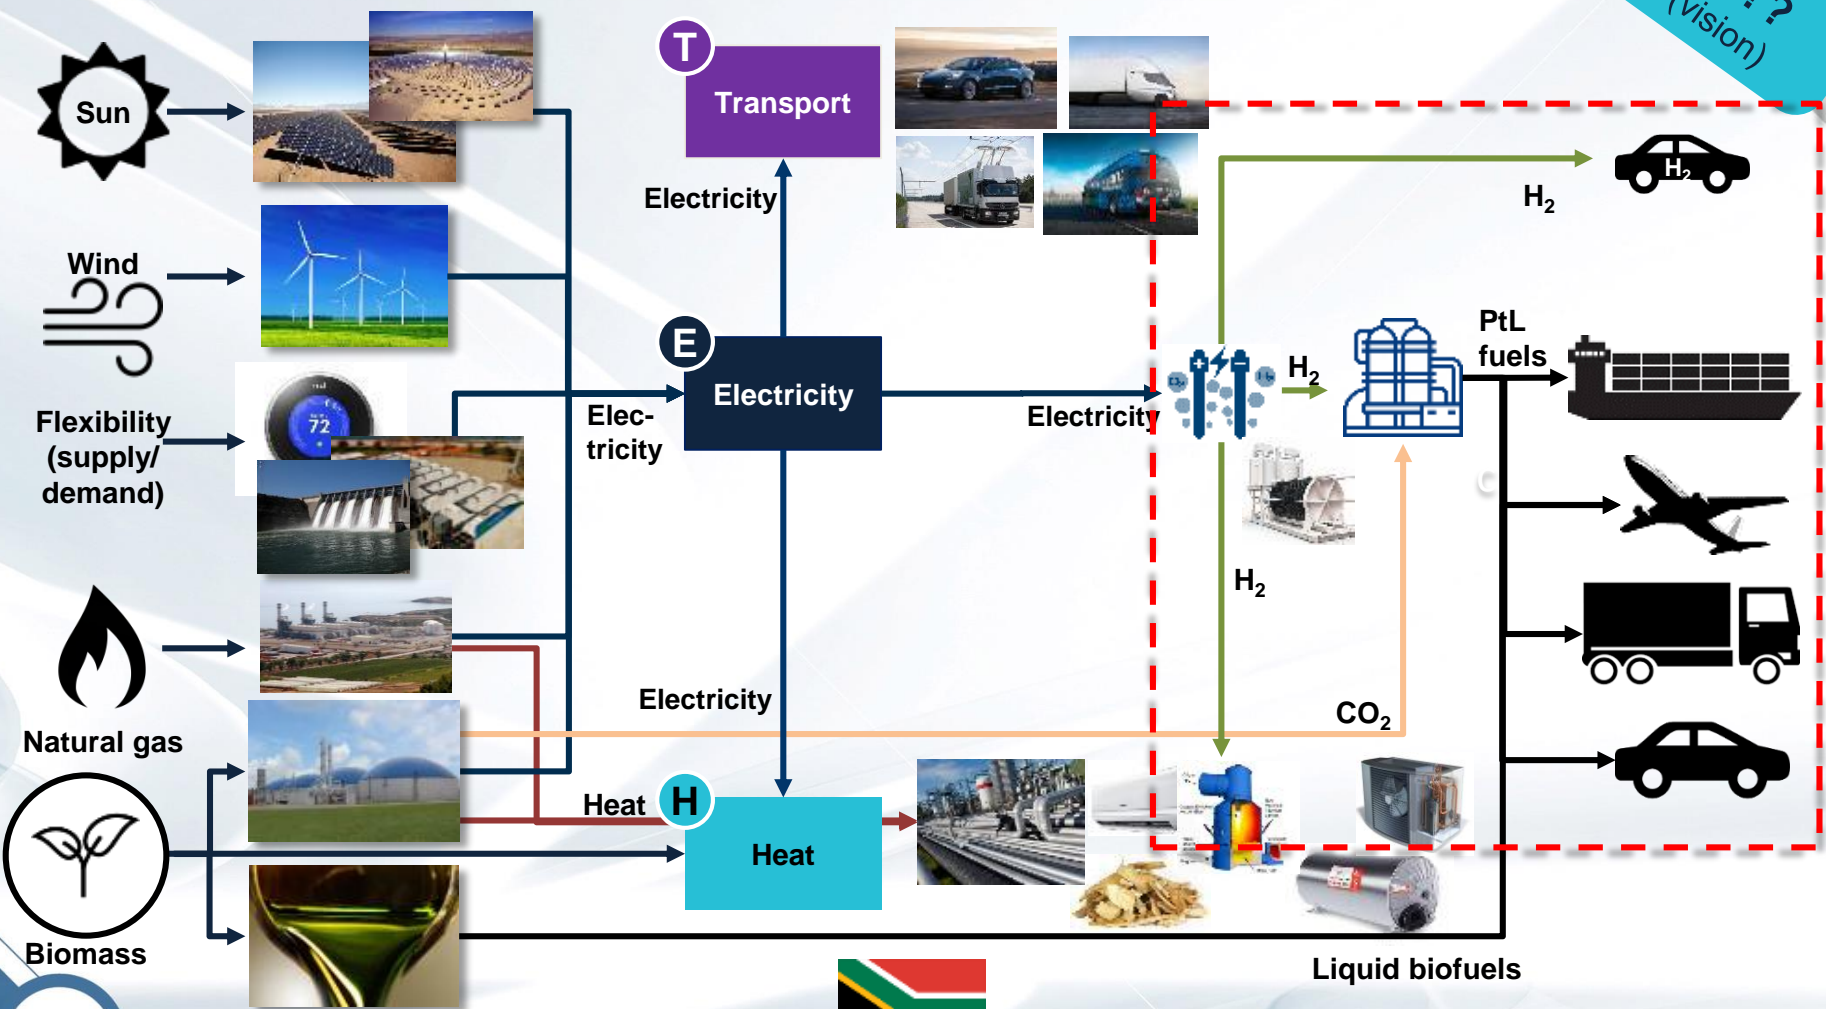 ??
(vision)
T
Transport
Sun
H2
Electricity
H2
Wind
PtL
fuels
E
Electricity
H2
72
Flexibility
(supply/
demand)
Elec-
tricity
Electricity
H2
Electricity
CO2
Natural gas
Heat
H
Heat
Biomass
Liquid biofuels